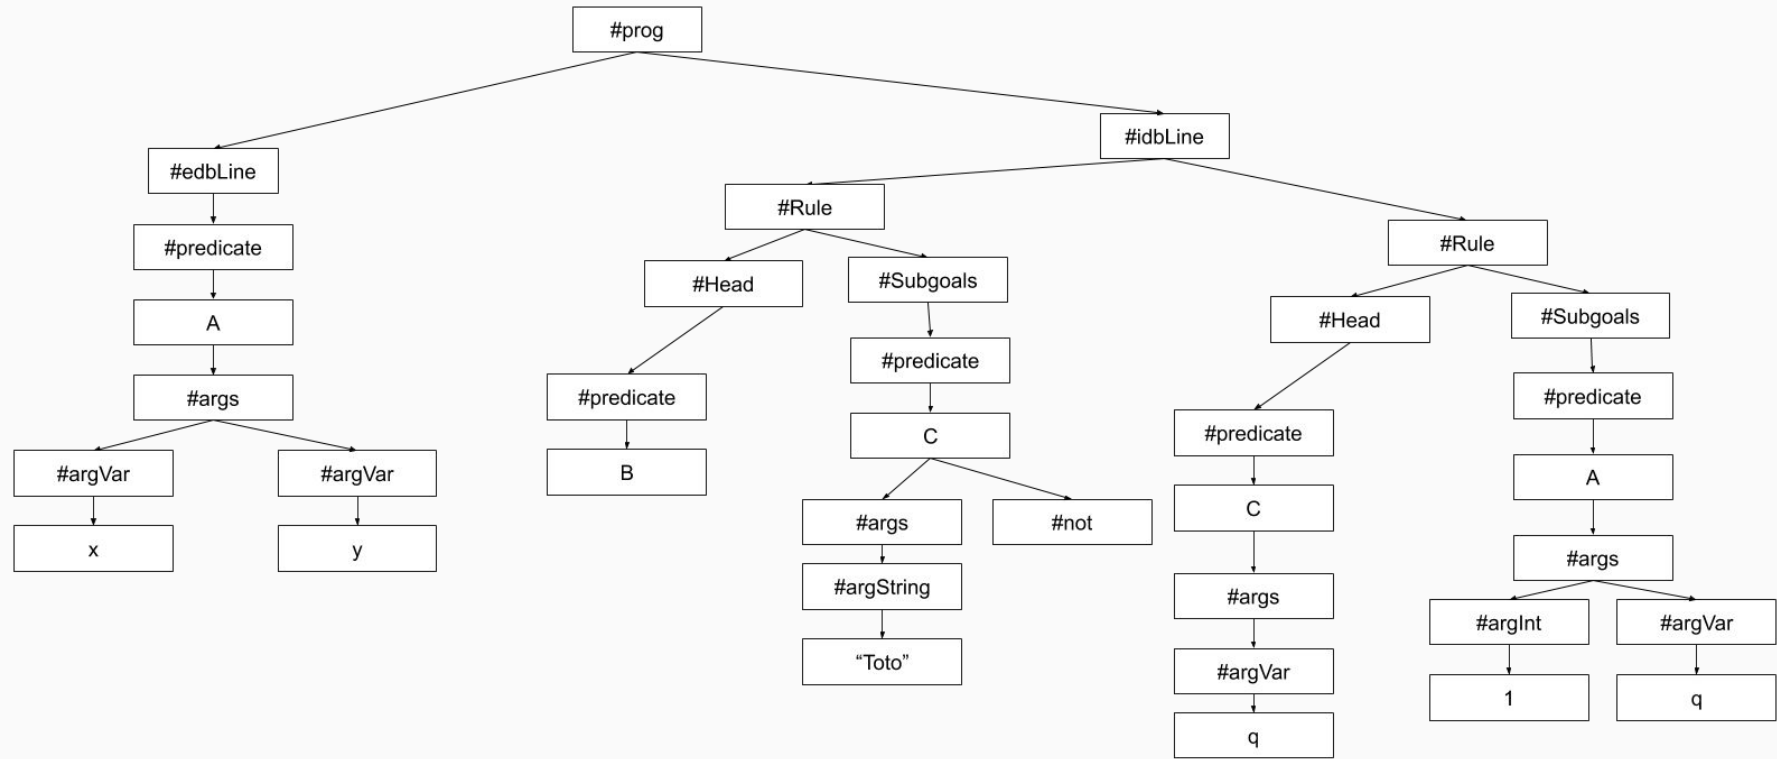 #prog
#idbLine
#edbLine
#Rule
#Rule
#predicate
#Head
#Subgoals
#Head
#Subgoals
A
#predicate
#predicate
#args
#predicate
#predicate
C
#predicate
#argVar
#argVar
B
A
C
x
y
#args
#not
#args
#argString
#args
#argInt
#argVar
"Toto"
#argVar
1
q
q